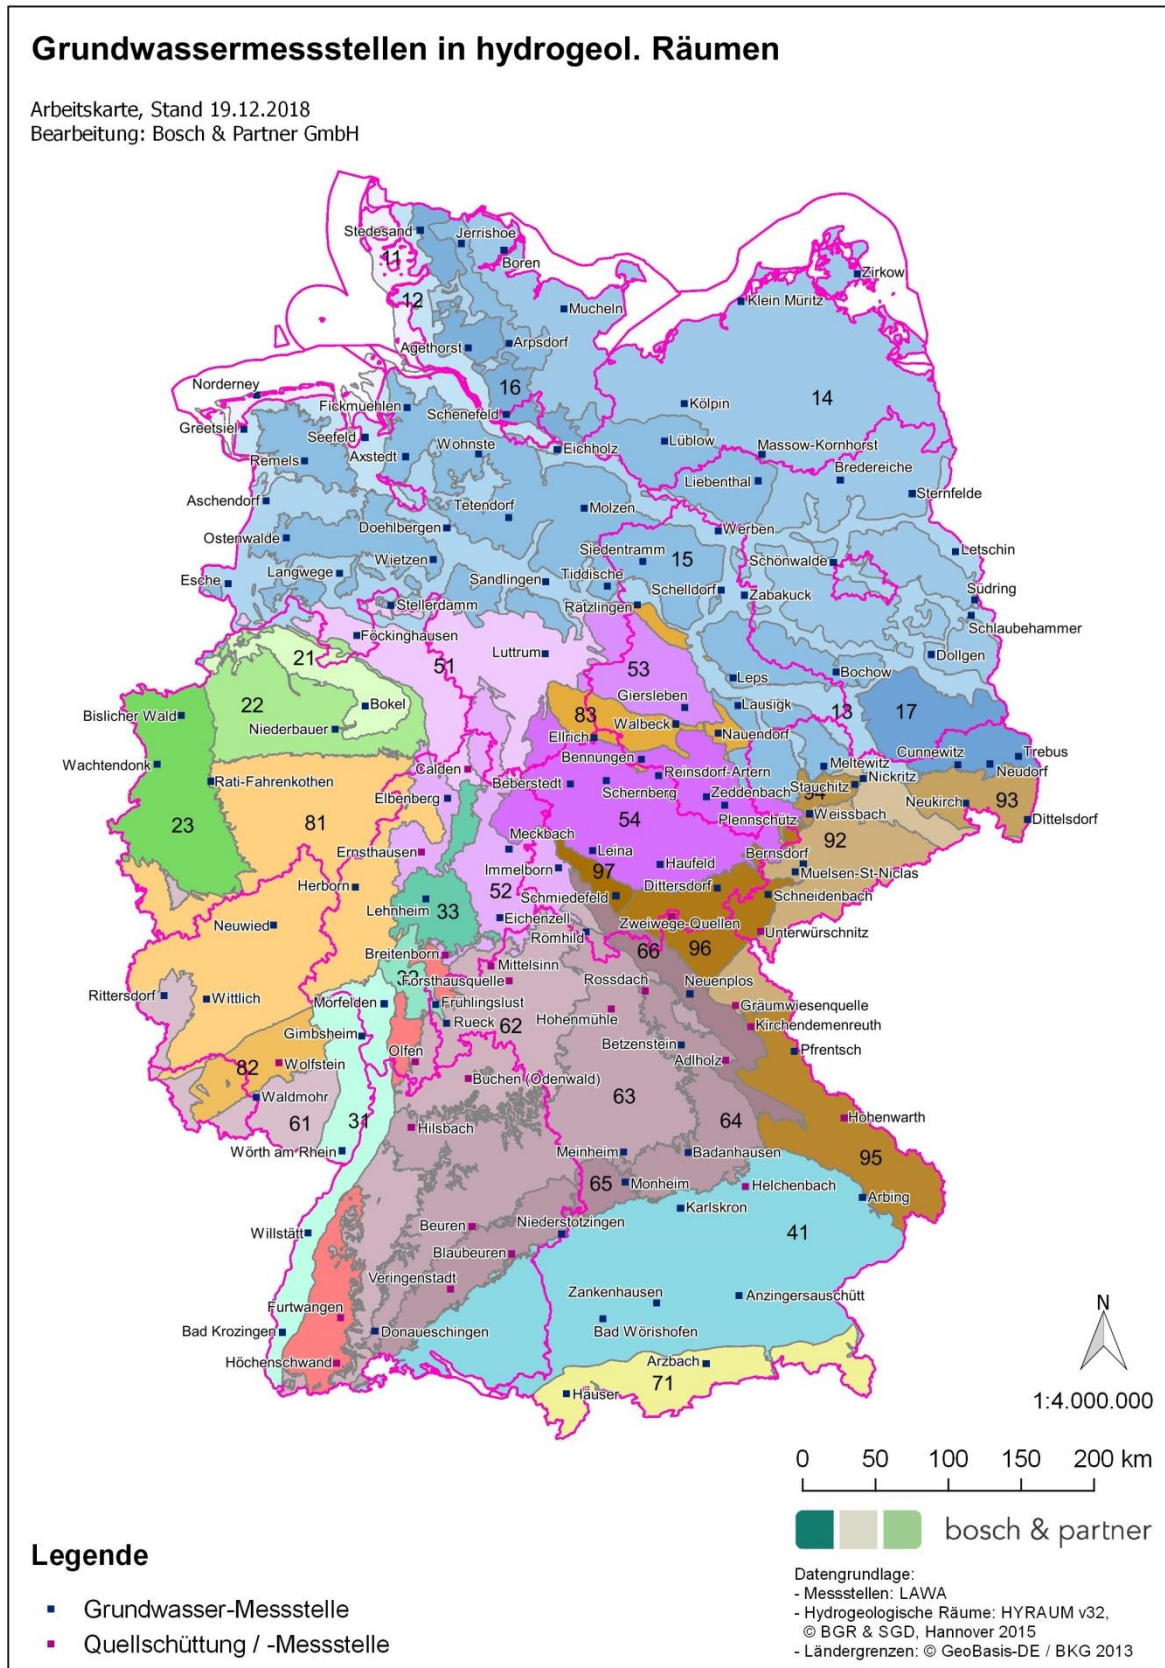 Grundwassermessstellen in hydrogeol. Räumen
Arbeitskarte, Stand 19.12.2018
Bearbeitung: Bosch & Partner GmbH
Stedesand
Jerrishoe
11
Boren
Zirkow
12
Mucheln
Klein Müritz
Agethorst
Arpsdorf
Norderney
16
14
Fickmuehlen
Schenefeld
Kölpin
Greetsiel
Seefeld
Wohnste
Eichholz
Lüblow
Massow-Kornhorst
Remels
Axstedt
Bredereiche
Liebenthal
Sternfelde
Aschendorf
Tetendorf
Molzen
Doehlbergen
Werben
Ostenwalde
Siedentramm
15
Letschin
Wietzen
Schönwalde
Langwege
Esche
Sandlingen
Tiddische
Schelldorf
Zabakuck
Südring
Stellerdamm
Rätzlingen
Schlaubehammer
Föckinghausen
21
51
Luttrum
Dollgen
53
Bochow
Leps
22
Giersleben
Bokel
Lausigk
13
17
Bislicher Wald
83
Walbeck
Niederbauer
Nauendorf
Ellrich
Cunnewitz
Trebus
Wachtendonk
Bennungen
Calden
Meltewitz
Nickritz
Neudorf
Rati-Fahrenkothen
Beberstedt
Reinsdorf-Artern
Stauchitz
94
Schernberg
Zeddenbach
Elbenberg
Neukirch
93
23
81
Plennschütz
Weissbach
Dittelsdorf
54
Meckbach
92
Ernsthausen
Leina
Haufeld
Bernsdorf
97
Immelborn
Muelsen-St-Niclas
Herborn
Dittersdorf
52
Schmiedefeld
Schneidenbach
Lehnheim
33
Eichenzell
Zweiwege-Quellen
Neuwied
Römhild
Unterwürschnitz
66
96
Breitenborn
Mittelsinn
32
Forsthausquelle
Rossdach
Neuenplos
Rittersdorf
Wittlich
Mörfelden
Frühlingslust
Gräumwiesenquelle
Hohenmühle
Rueck
62
Kirchendemenreuth
Gimbsheim
Betzenstein
Pfrentsch
Olfen
Adlholz
Wolfstein
82
Buchen (Odenwald)
Waldmohr
63
Hohenwarth
61
31
Hilsbach
64
Wörth am Rhein
Meinheim
Badanhausen
95
65
Monheim
Helchenbach
Arbing
Karlskron
Beuren
Niederstotzingen
Willstätt
41
Blaubeuren
Veringenstadt
Zankenhausen
Anzingersauschütt
Furtwangen
Bad Krozingen
Donaueschingen
Bad Wörishofen
Höchenschwand
Arzbach
71
Häuser
N
1:4.000.000
0 50 100 150 200 km
bosch & partner
Legende
Grundwasser-Messstelle
Quellschüttung / -Messstelle
Datengrundlage:
- Messstellen: LAWA
- Hydrogeologische Räume: HYRAUM v32,
© BGR & SGD, Hannover 2015
- Ländergrenzen: © GeoBasis-DE / BKG 2013